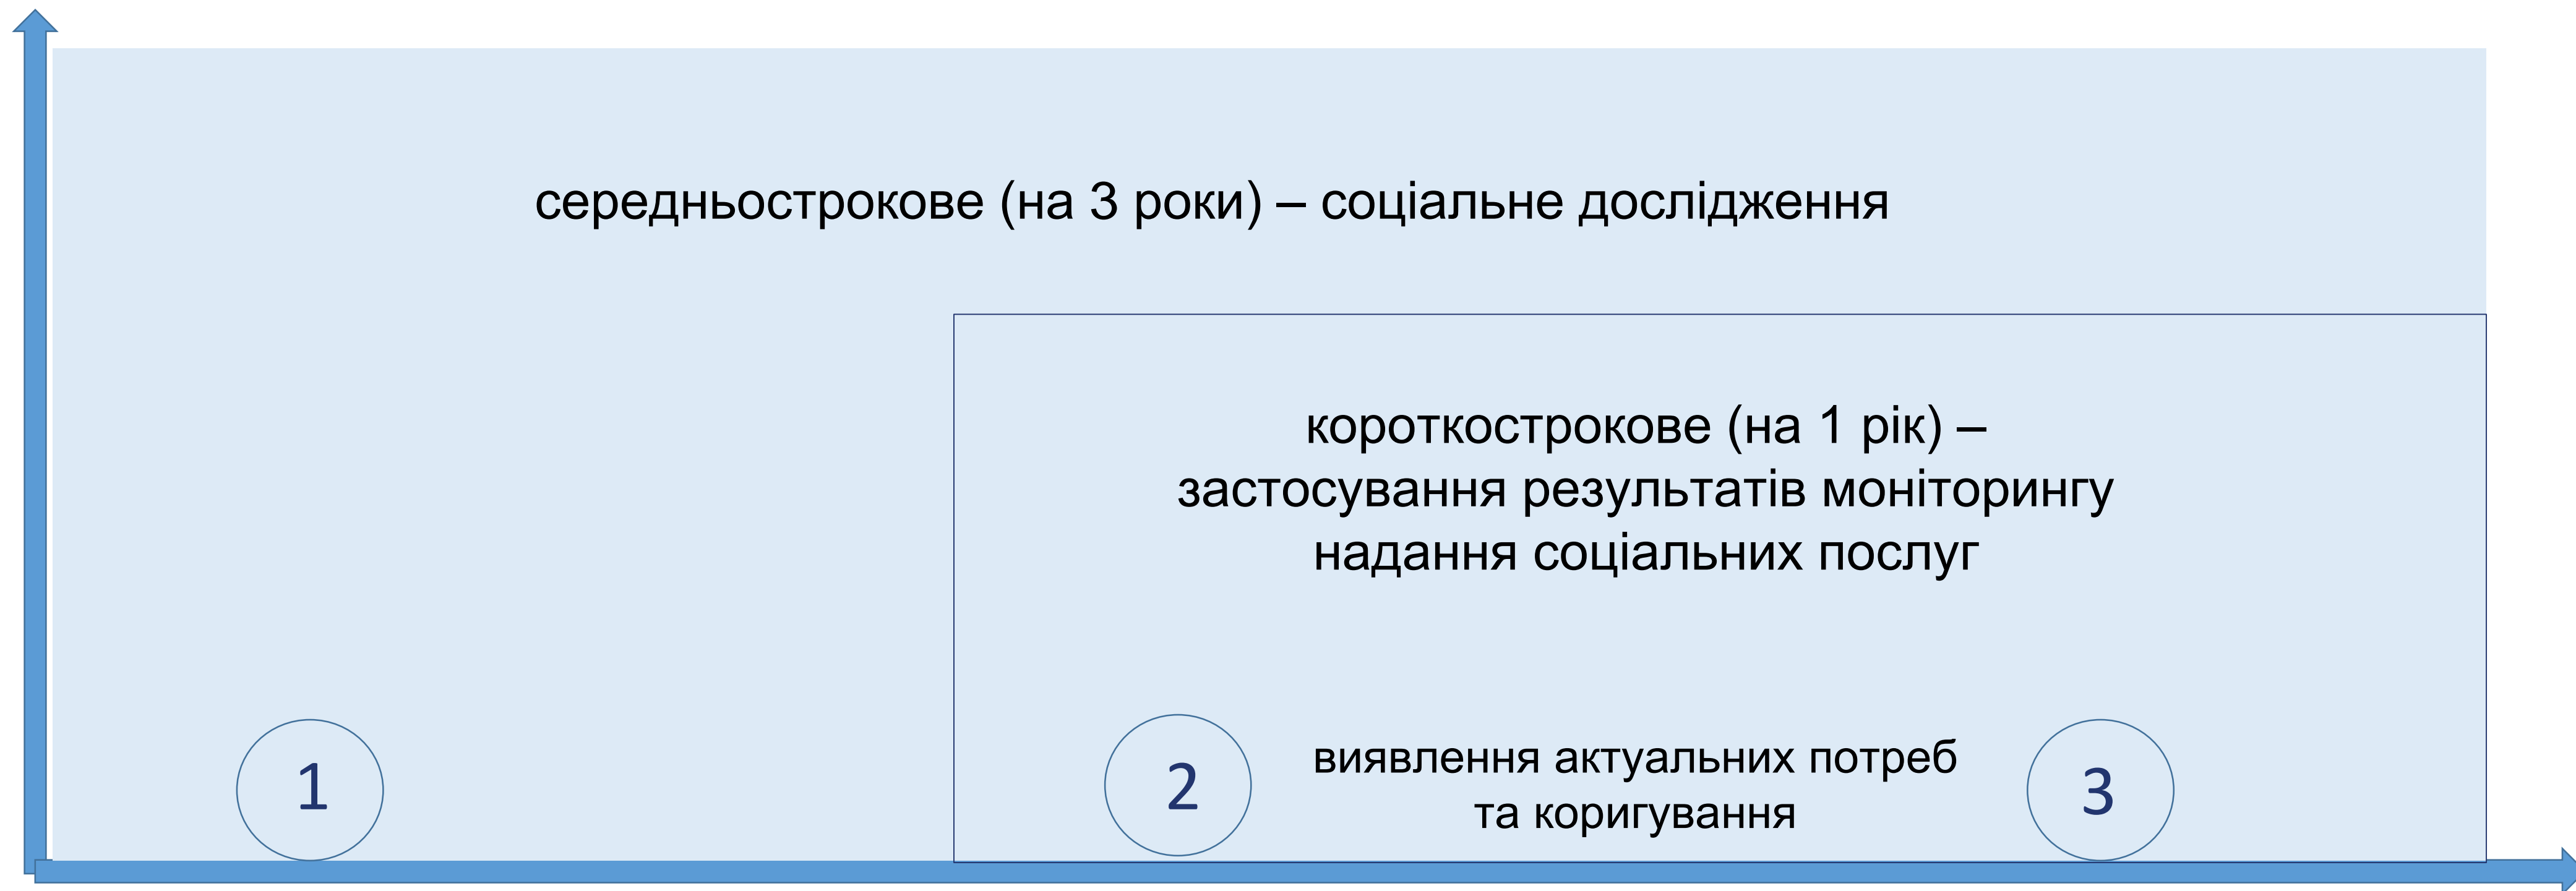 середньострокове (на 3 роки) – соціальне дослідження
короткострокове (на 1 рік) –
застосування результатів моніторингу
надання соціальних послуг
1
2
виявлення актуальних потреб
та коригування
3